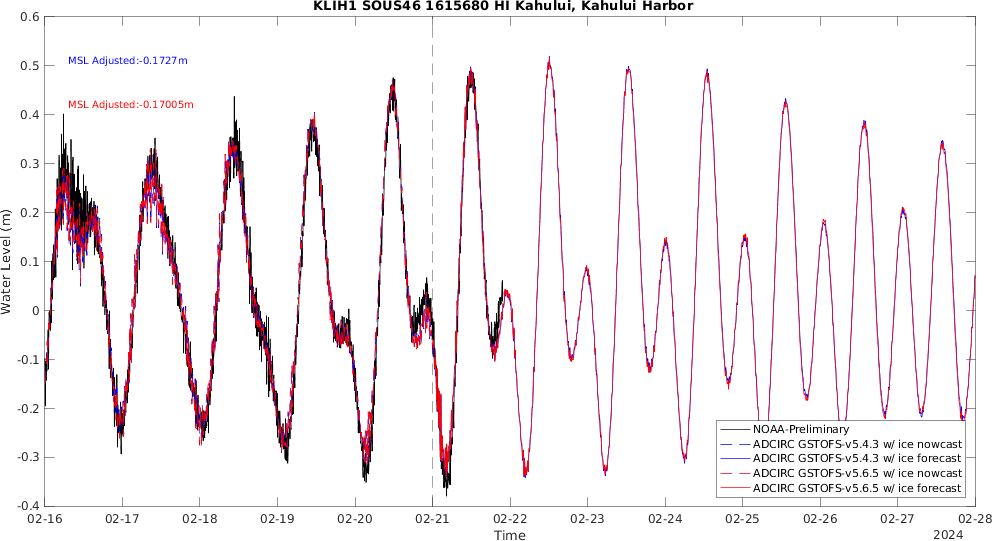 KLIH1 SOUS46 1615680 HI Kahului, Kahului Harbor
0.6
0.5
0.4
0.3
0.2
0.1
0
-0.1
-0.2
-0.3
-0.4
Water Level (m)
MSL Adjusted:-0.1727m
MSL Adjusted:-0.17005m
NOAA-Preliminary
ADCIRC GSTOFS-v5.4.3 w/ ice nowcast
ADCIRC GSTOFS-v5.4.3 w/ ice forecast
ADCIRC GSTOFS-v5.6.5 w/ ice nowcast
ADCIRC GSTOFS-v5.6.5 w/ ice forecast
02-16 02-17 02-18 02-19 02-20 02-21 02-22 02-23 02-24 02-25 02-26 02-27 02-28
Time
2024